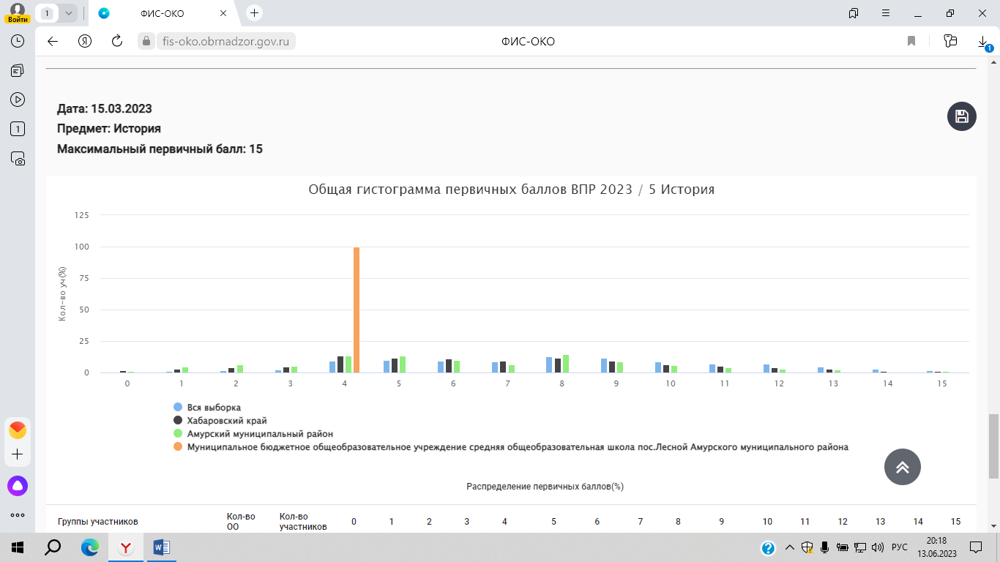 Войти
1
ФИС-ОКО
fis-oko.obrnadzor.gov.ru
ФИС-ОКО
1
1
Дата: 15.03.2023
Предмет: История
Максимальный первичный балл: 15
Общая гистограмма первичных баллов ВПР 2023 / 5 История
Кол-во уч(%)
125
100
75
50
25
0
0 1 2 3 4 5 6 7 8 9 10 11 12 13 14 15
Вся выборка
Хабаровский край
Амурский муниципальный район
Муниципальное бюджетное общеобразовательное учреждение средняя общеобразовательная школа пос.Лесной Амурского муниципального района
Распределение первичных баллов(%)
Группы участников
Кол-во
ОО
Кол-во
участников
0 1 2 3 4 5 6 7 8 9 10 11 12 13 14 15
РУС
20:18
13.06.2023